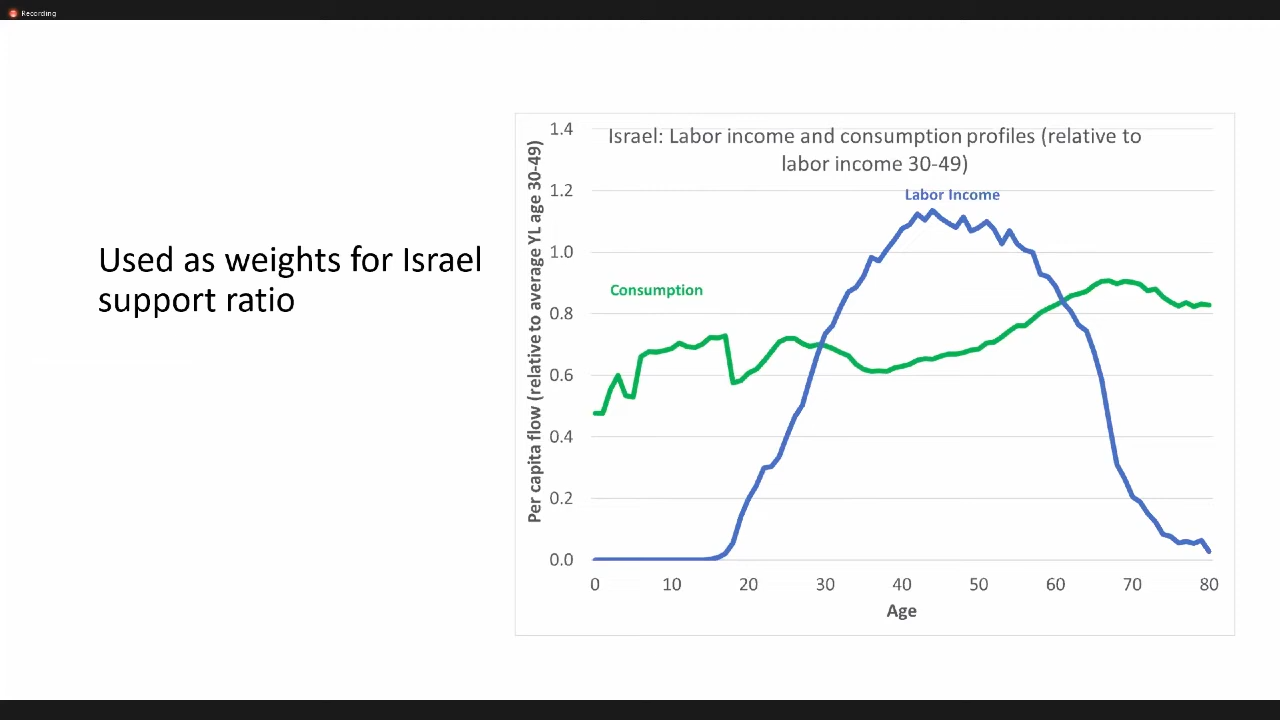 Recording
Used as weights for Israel
support ratio
Israel: Labor income and consumption profiles (relative to
labor income 30-49)
Per capita flow (relative to average YL age 30-49)
1.4
1.2
1.0
0.8
0.6
0.4
0.2
0.0
Labor Income
Consumption
0 10 20 30 40 50 60 70 80
Age